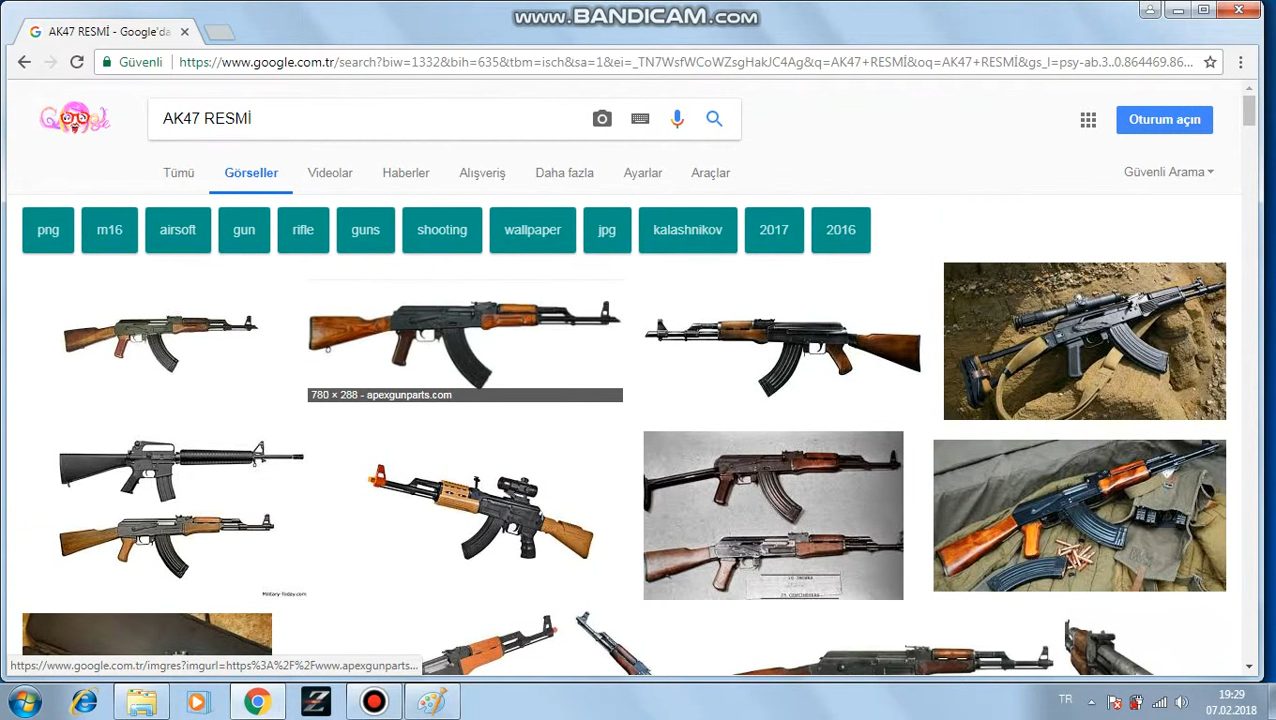 www.BANDICAM.com
AK47 RESMİ - Google'da
Güvenli
https://www.google.com.tr/search?biw=1332&bih=635&tbm=isch&sa=1&ei=_TN7WsfWCoWZsgHakJC4Ag&q=AK47+RESMİ&oq=AK47+RESMİ&gs_l=psy-ab.3..0.864469.86...
Google
AK47 RESMİ
Oturum açın
Tümü Görseller Videolar Haberler Alışveriş Daha fazla Ayarlar Araçlar Güvenli Arama
png m16 airsoft gun rifle guns shooting wallpaper jpg kalashnikov 2017 2016
780 × 288 - apexgunparts.com
Military-Today.com
https://www.google.com.tr/imgres?imgurl=https%3A%2F%2Fwww.apexgunparts...
TR
19:29
07.02.2018